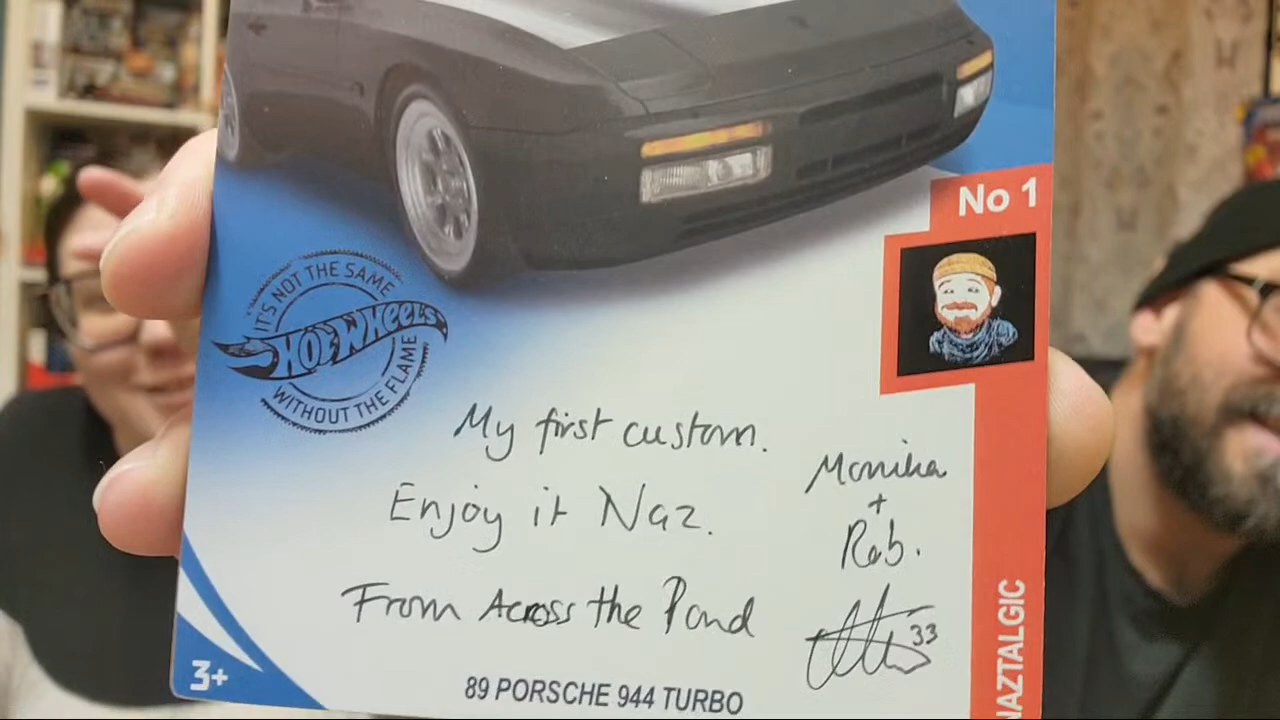 No 1
IT'S NOT THE SAME
HOT WHEELS
WITHOUT THE FLAME
My first custom.
Enjoy it Naz.
From Across the Pond
Monika
+
Rob.
33
NAZTALGIC
3+
89 PORSCHE 944 TURBO